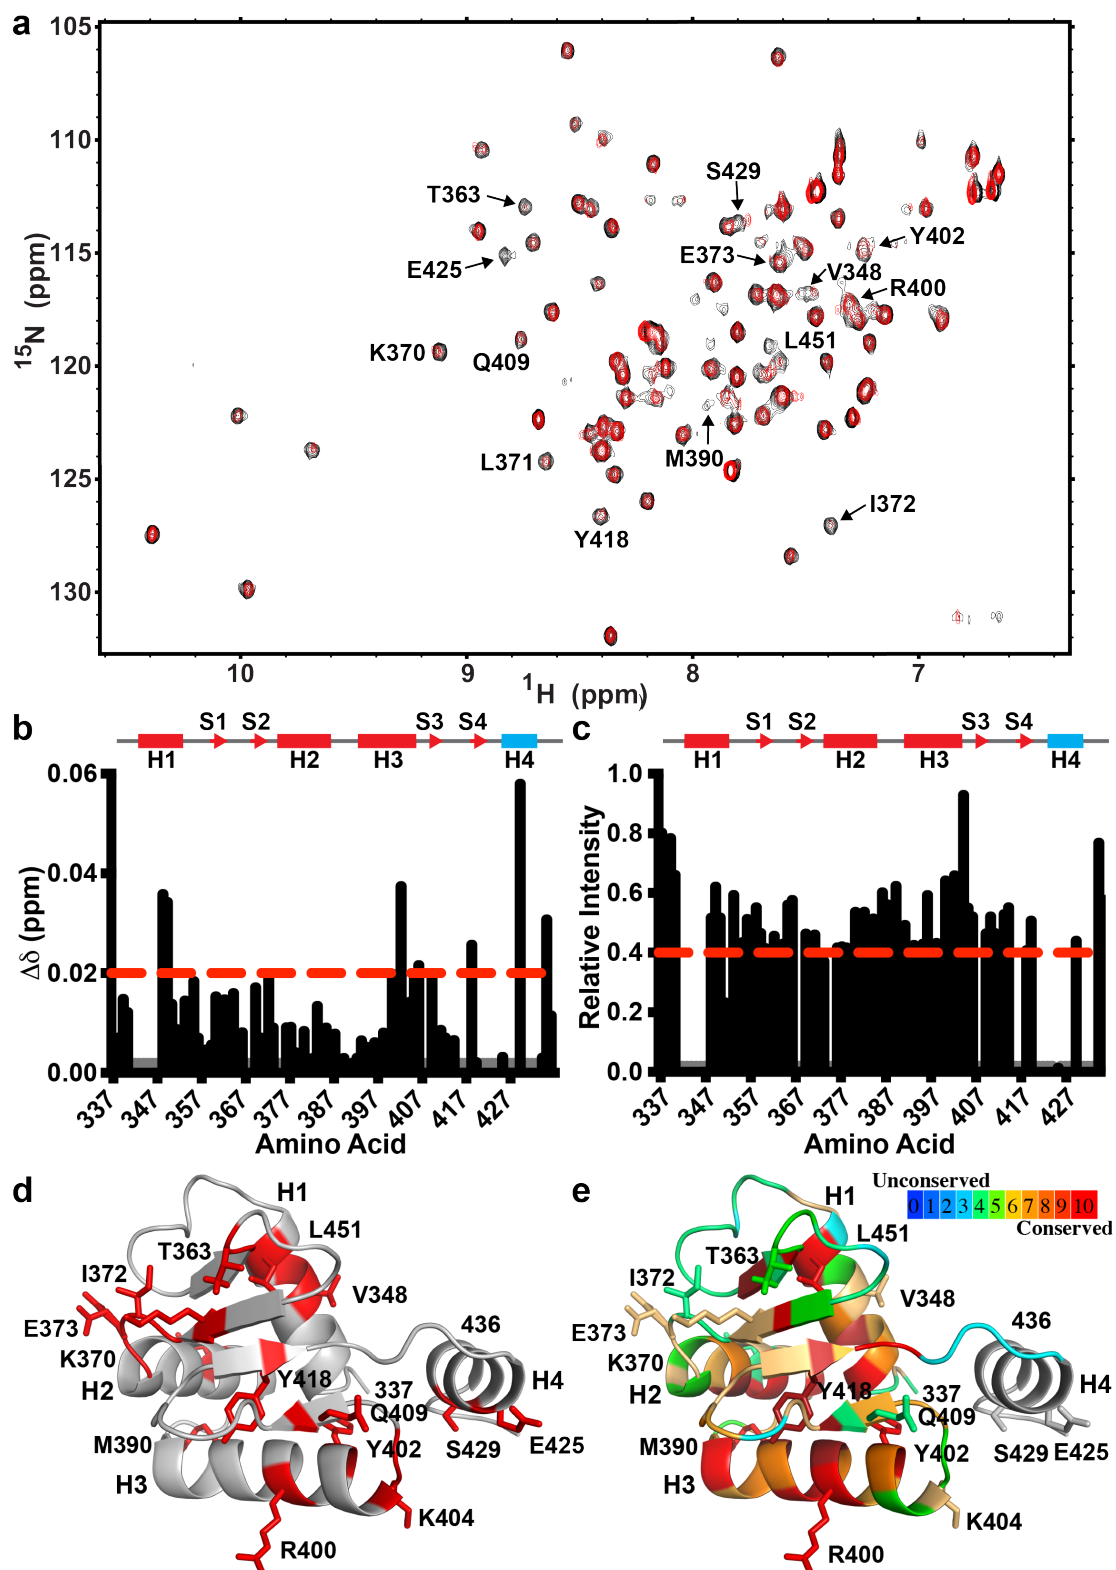 a
105
110
115
120
125
130
15N (ppm)
10
9
8
7
1H (ppm)
T363
E425
K370
Q409
L371
Y418
S429
E373
Y402
V348
R400
L451
M390
I372
b
S1 S2 S3 S4
H1 H2 H3 H4
0.06
0.04
0.02
0.00
Δδ (ppm)
337 347 357 367 377 387 397 407 417 427
Amino Acid
c
S1 S2 S3 S4
H1 H2 H3 H4
1.0
0.8
0.6
0.4
0.2
0.0
Relative Intensity
337 347 357 367 377 387 397 407 417 427
Amino Acid
d
H1
L451
T363
I372
V348
E373
436
K370
H2
Y418
H4
337
Q409
M390
Y402
S429
E425
H3
K404
R400
e
Unconserved
0 1 2 3 4 5 6 7 8 9 10
Conserved
H1
L451
T363
I372
V348
E373
436
K370
H2
Y418
H4
337
Q409
M390
Y402
S429 E425
H3
K404
R400